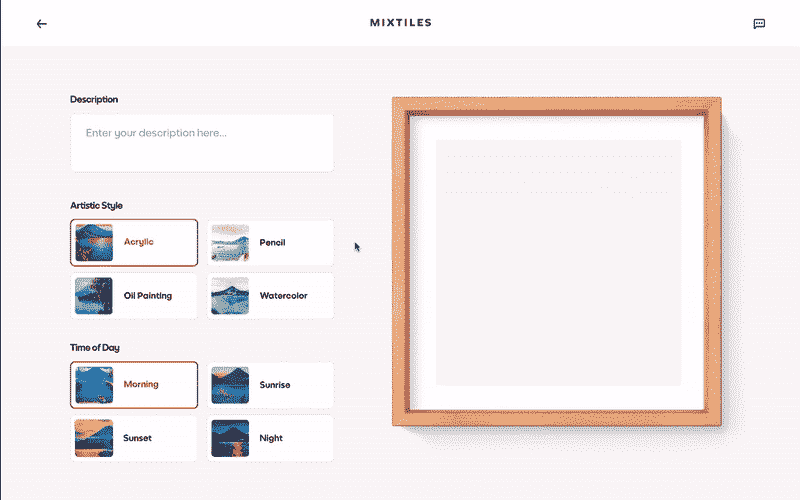 MIXTILES
Description
Enter your description here...
Artistic Style
Acrylic
Pencil
Oil Painting
Watercolor
Time of Day
Morning
Sunrise
Sunset
Night